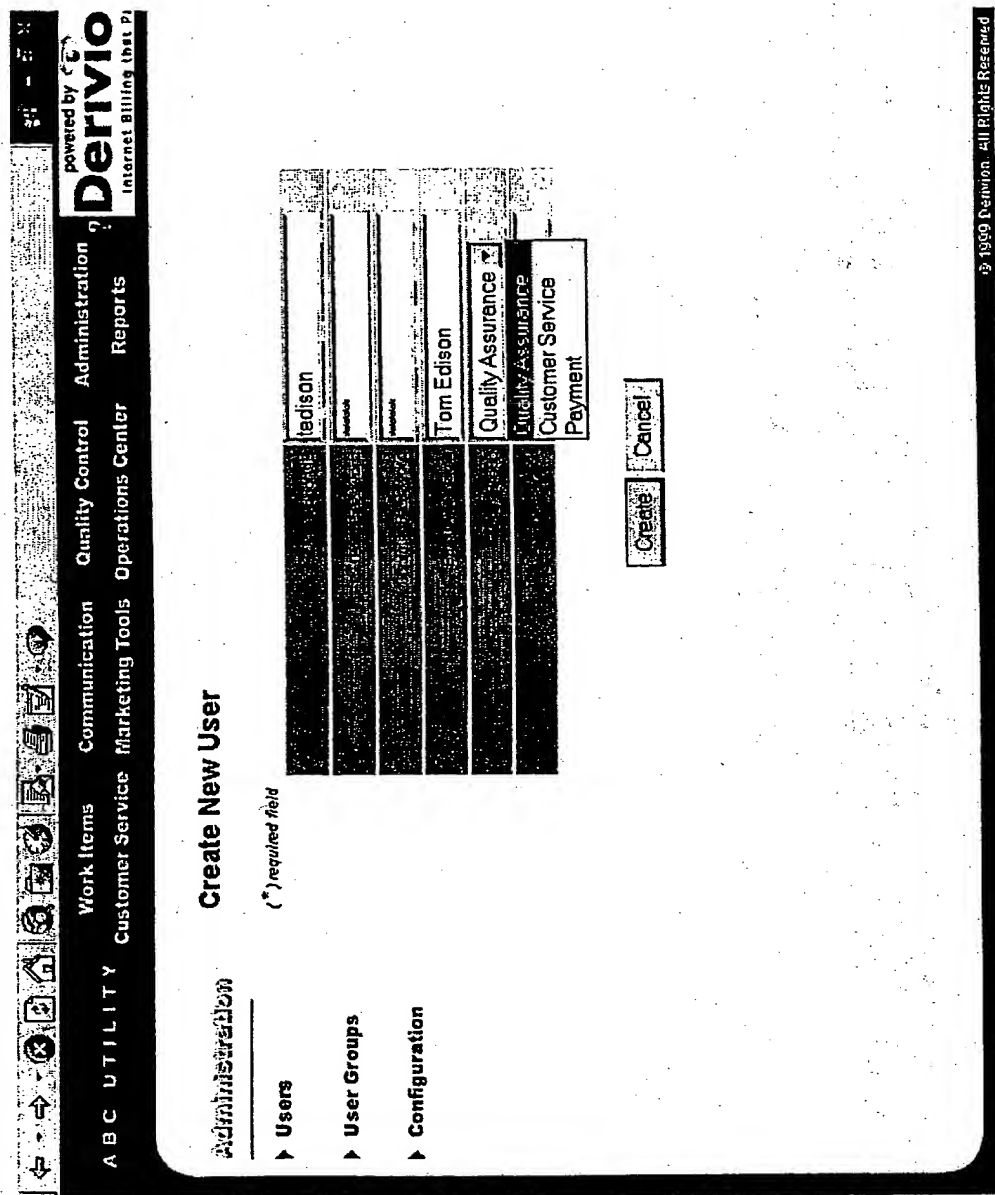 powered by
Derivio
Internet Billing that P
Work Items Communication Quality Control Administration ?
ABC UTILITY Customer Service Marketing Tools Operations Center Reports
Administration
Create New User
(*) required field
Users
User Groups
Configuration
tedison
Tom Edison
Quality Assurance
Quality Assurance
Customer Service
Payment
Create Cancel
© 1999 Derivion. All Rights Reserved